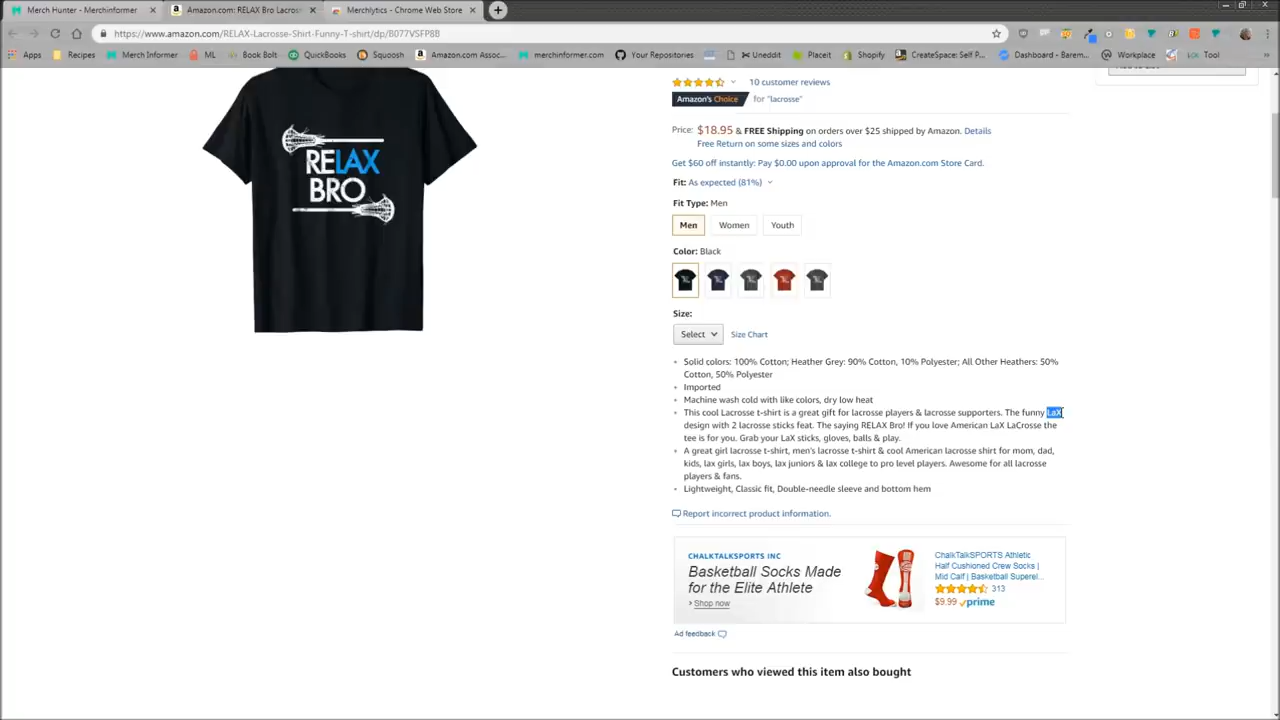 Merch Hunter - Merchinformer
Amazon.com: RELAX Bro Lacros
Merchlytics - Chrome Web Store
https://www.amazon.com/RELAX-Lacrosse-Shirt-Funny-T-shirt/dp/B077VSFP8B
Apps Recipes Merch Informer ML Book Bolt QuickBooks Squoosh Amazon.com Assoc... merchinformer.com Your Repositories Uneddit Placeit Shopify CreateSpace: Self P... Dashboard - Barem... Workplace Tool
10 customer reviews
Amazon's Choice for "lacrosse"
Price: $18.95 & FREE Shipping on orders over $25 shipped by Amazon. Details
Free Return on some sizes and colors
Get $60 off instantly: Pay $0.00 upon approval for the Amazon.com Store Card.
Fit: As expected (81%)
Fit Type: Men
Men Women Youth
Color: Black
Size:
Select Size Chart
Solid colors: 100% Cotton; Heather Grey: 90% Cotton, 10% Polyester; All Other Heathers: 50%
Cotton, 50% Polyester
Imported
Machine wash cold with like colors, dry low heat
This cool Lacrosse t-shirt is a great gift for lacrosse players & lacrosse supporters. The funny LaX
design with 2 lacrosse sticks feat. The saying RELAX Bro! If you love American LaX LaCrosse the
tee is for you. Grab your LaX sticks, gloves, balls & play.
A great girl lacrosse t-shirt, men's lacrosse t-shirt & cool American lacrosse shirt for mom, dad,
kids, lax girls, lax boys, lax juniors & lax college to pro level players. Awesome for all lacrosse
players & fans.
Lightweight, Classic fit, Double-needle sleeve and bottom hem
Report incorrect product information.
CHALKTALKSPORTS INC
Basketball Socks Made
for the Elite Athlete
› Shop now
ChalkTalkSPORTS Athletic
Half Cushioned Crew Socks |
Mid Calf | Basketball Superel...
313
$9.99 prime
Ad feedback
Customers who viewed this item also bought
RELAX
BRO